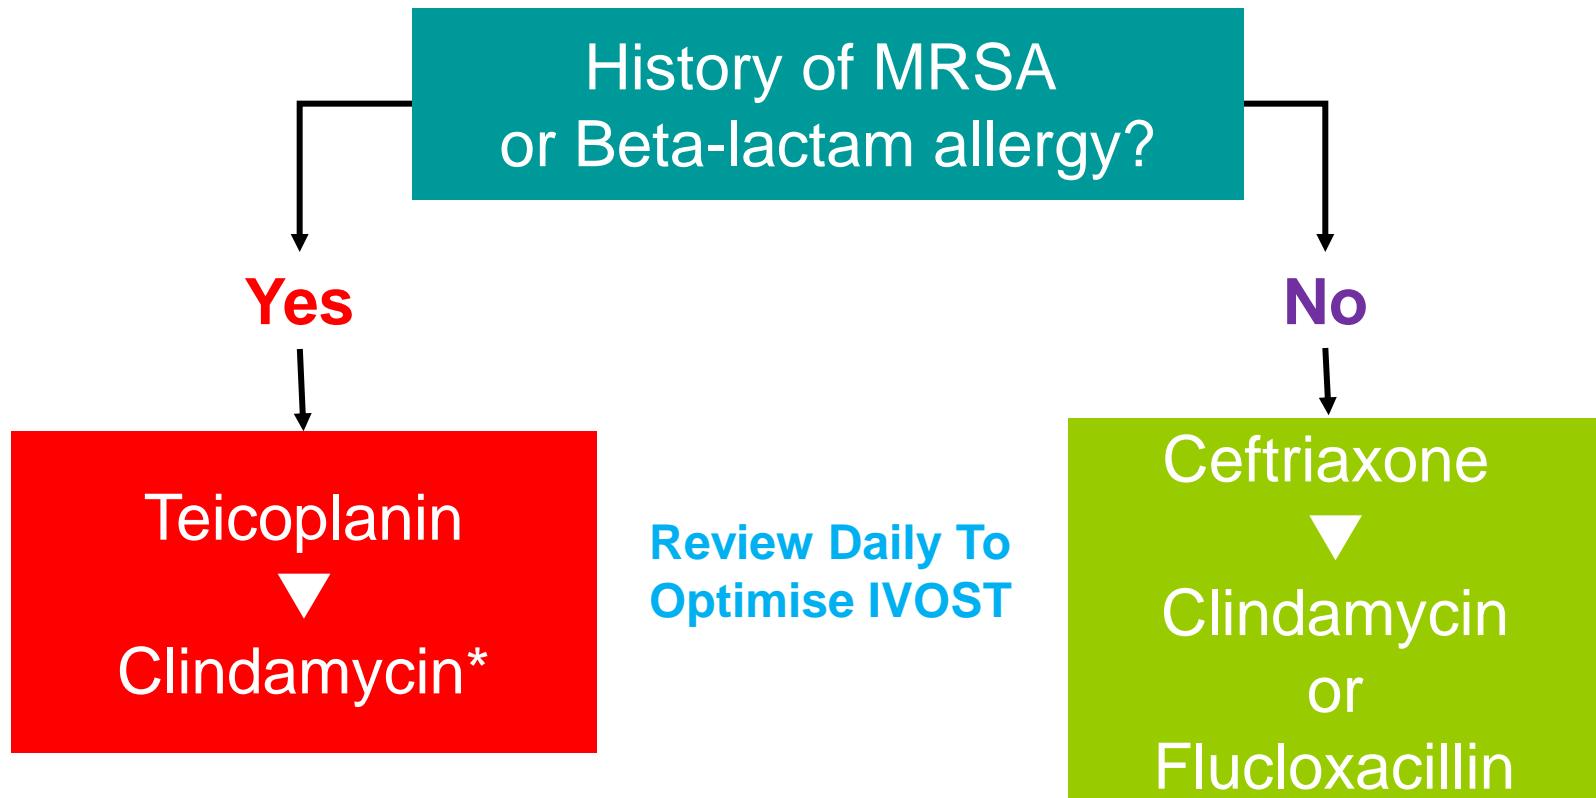 History of MRSA
or Beta-lactam allergy?
Yes
No
Teicoplanin
Clindamycin*
Review Daily To
Optimise IVOST
Ceftriaxone
Clindamycin
or
Flucloxacillin